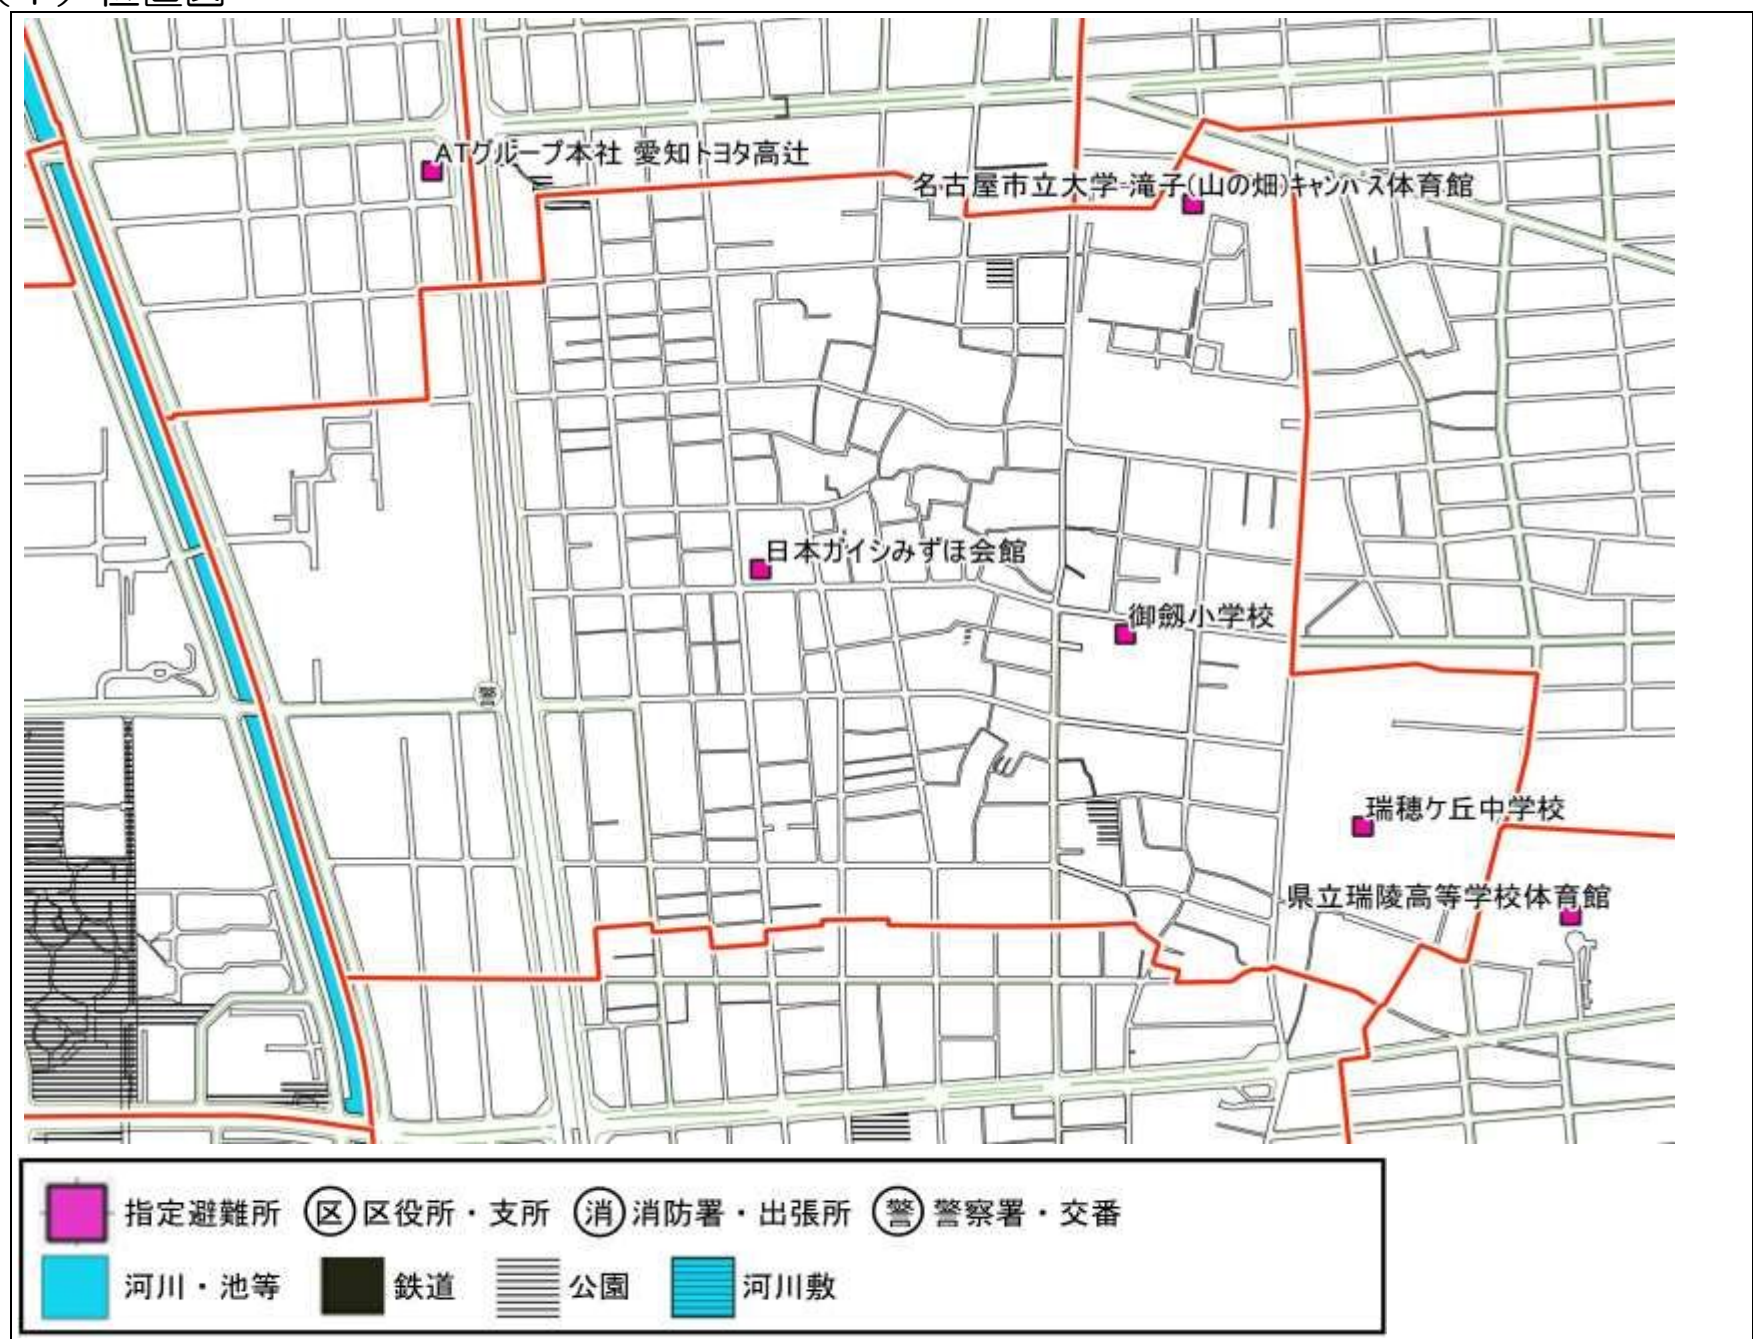 ATグループ本社 愛知トヨタ高辻
名古屋市立大学 滝子(山の畑)キャンパス体育館
日本ガイシみずほ会館
御劔小学校
警
瑞穂ケ丘中学校
県立瑞陵高等学校体育館
指定避難所 区 区役所・支所 消 消防署・出張所 警 警察署・交番
河川・池等 鉄道 公園 河川敷